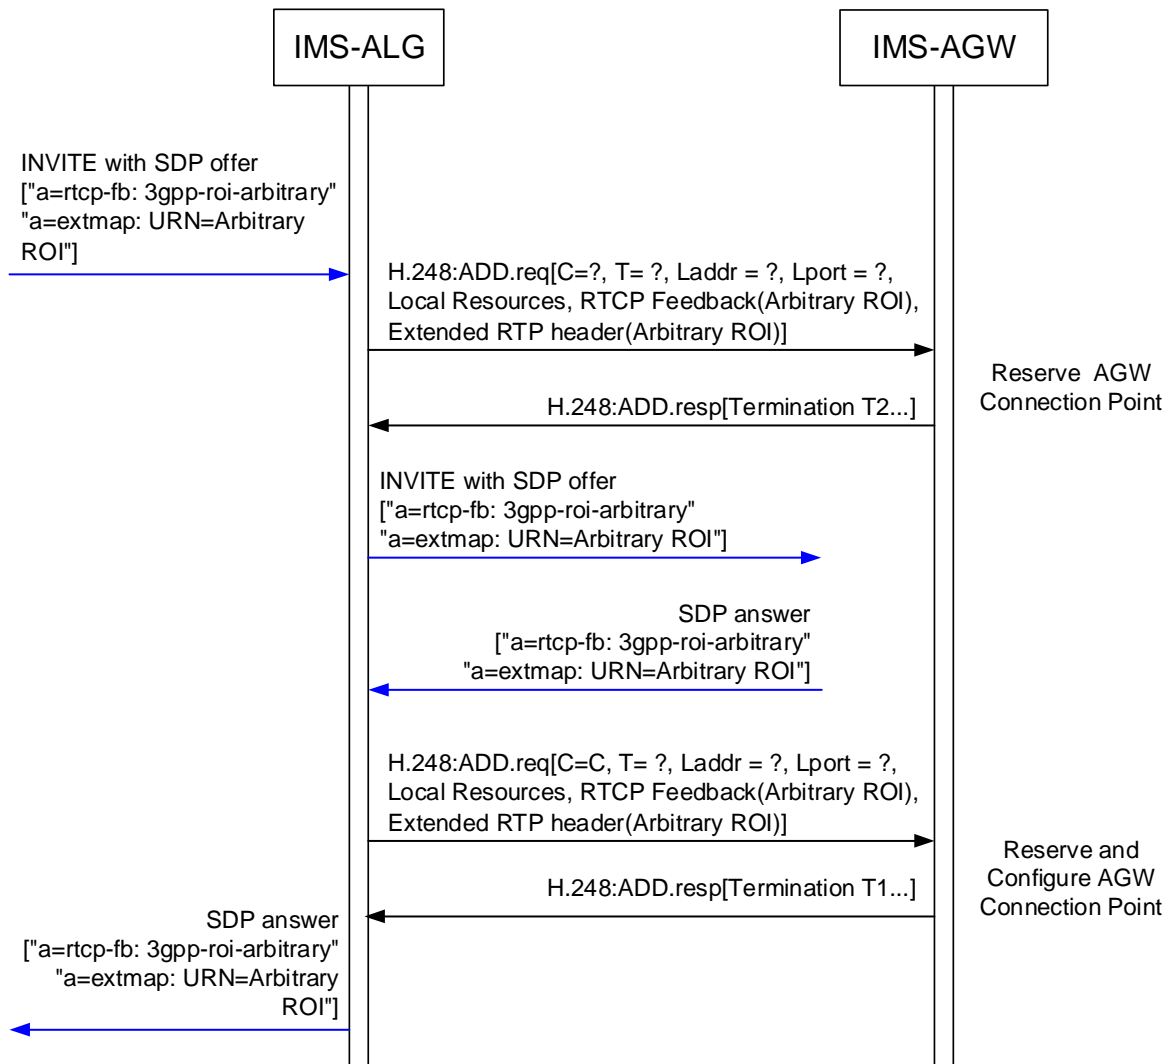 IMS-ALG
IMS-AGW
INVITE with SDP offer
["a=rtcp-fb: 3gpp-roi-arbitrary"
"a=extmap: URN=Arbitrary
ROI"]
H.248:ADD.req[C=?, T= ?, Laddr = ?, Lport = ?,
Local Resources, RTCP Feedback(Arbitrary ROI),
Extended RTP header(Arbitrary ROI)]
Reserve AGW
Connection Point
H.248:ADD.resp[Termination T2...]
INVITE with SDP offer
["a=rtcp-fb: 3gpp-roi-arbitrary"
"a=extmap: URN=Arbitrary ROI"]
SDP answer
["a=rtcp-fb: 3gpp-roi-arbitrary"
"a=extmap: URN=Arbitrary ROI"]
H.248:ADD.req[C=C, T= ?, Laddr = ?, Lport = ?,
Local Resources, RTCP Feedback(Arbitrary ROI),
Extended RTP header(Arbitrary ROI)]
Reserve and
Configure AGW
Connection Point
H.248:ADD.resp[Termination T1...]
SDP answer
["a=rtcp-fb: 3gpp-roi-arbitrary"
"a=extmap: URN=Arbitrary
ROI"]